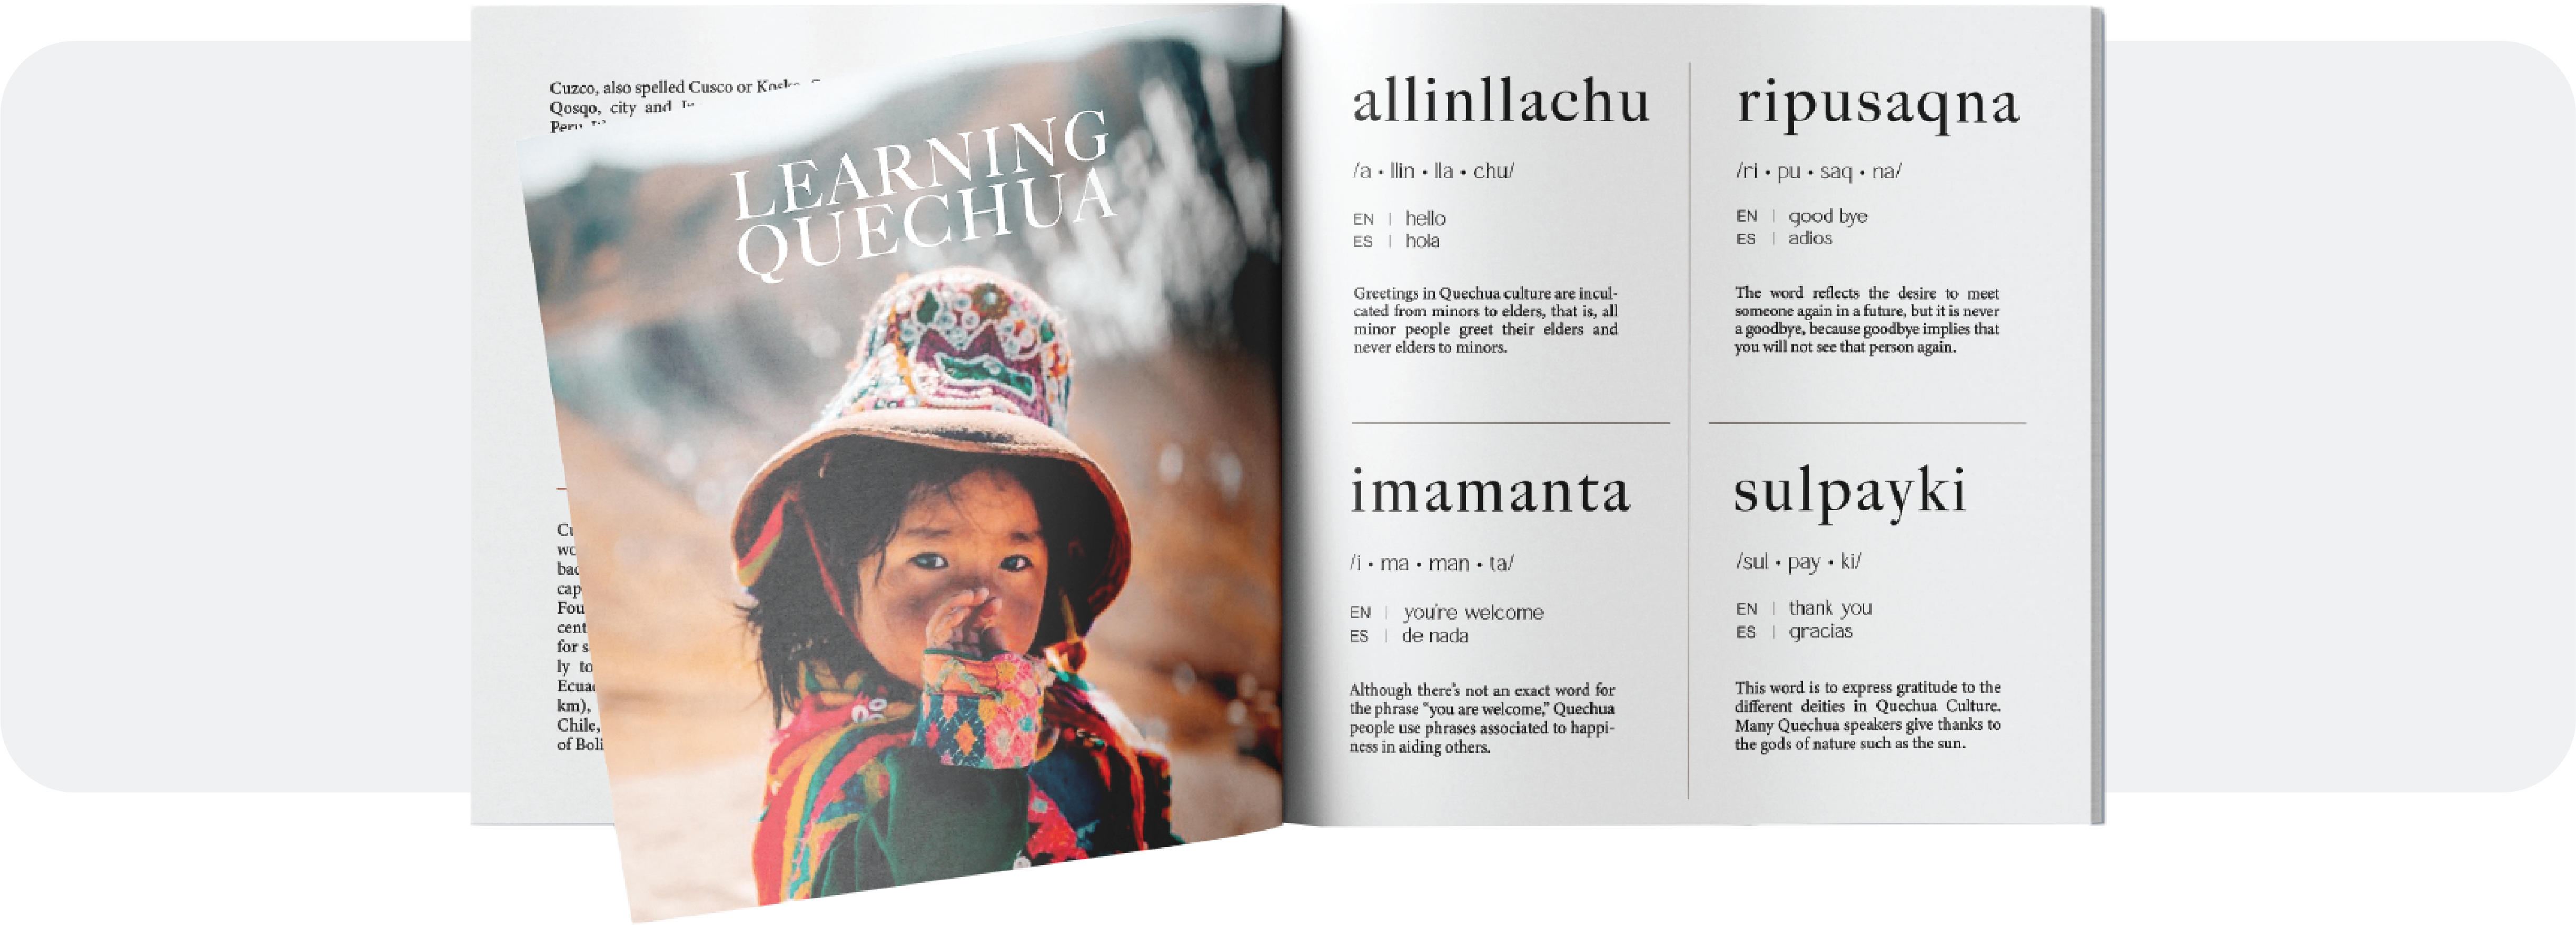 Cuzco, also spelled Cusco or
Qosqo, city and
LEARNING
QUECHUA
for
ly to
km),
Chile,
of
allinllachu
/a • llin • lla • chu/
EN | hello
ES | hola
Greetings in Quechua culture are incul-
cated from minors to elders, that is, all
minor people greet their elders and
never elders to minors.
ripusaqna
/ri • pu • saq • na/
EN | good bye
ES | adios
The word reflects the desire to meet
someone again in a future, but it is never
a goodbye, because goodbye implies that
you will not see that person again.
imamanta
/i • ma • man • ta/
EN | you're welcome
ES | de nada
Although there's not an exact word for
the phrase “you are welcome,” Quechua
people use phrases associated to happi-
ness in aiding others.
sulpayki
/sul • pay • ki/
EN | thank you
ES | gracias
This word is to express gratitude to the
different deities in Quechua Culture.
Many Quechua speakers give thanks to
the gods of nature such as the sun.